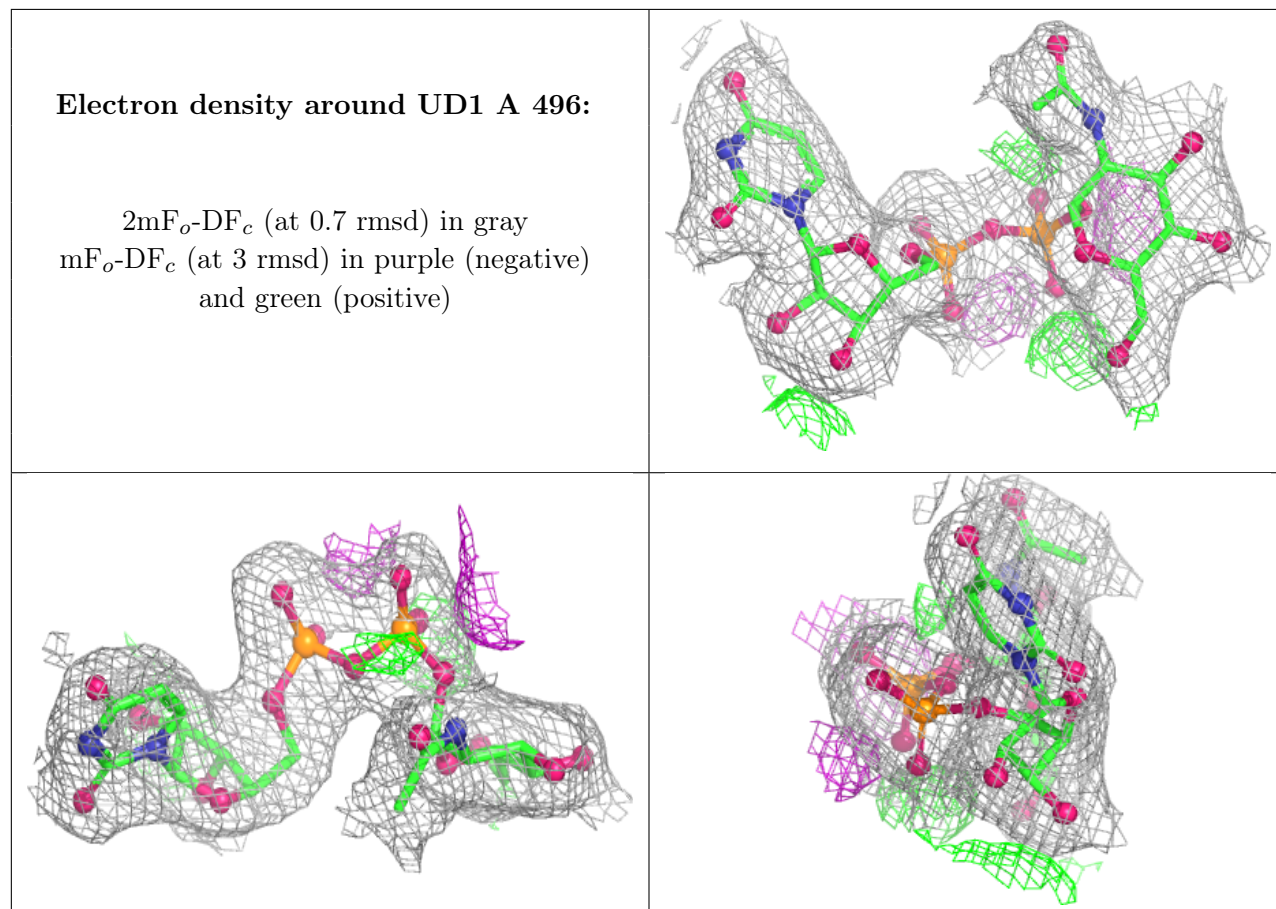 Electron density around UD1 A 496:
2mFo-DFc (at 0.7 rmsd) in gray
mFo-DFc (at 3 rmsd) in purple (negative)
and green (positive)